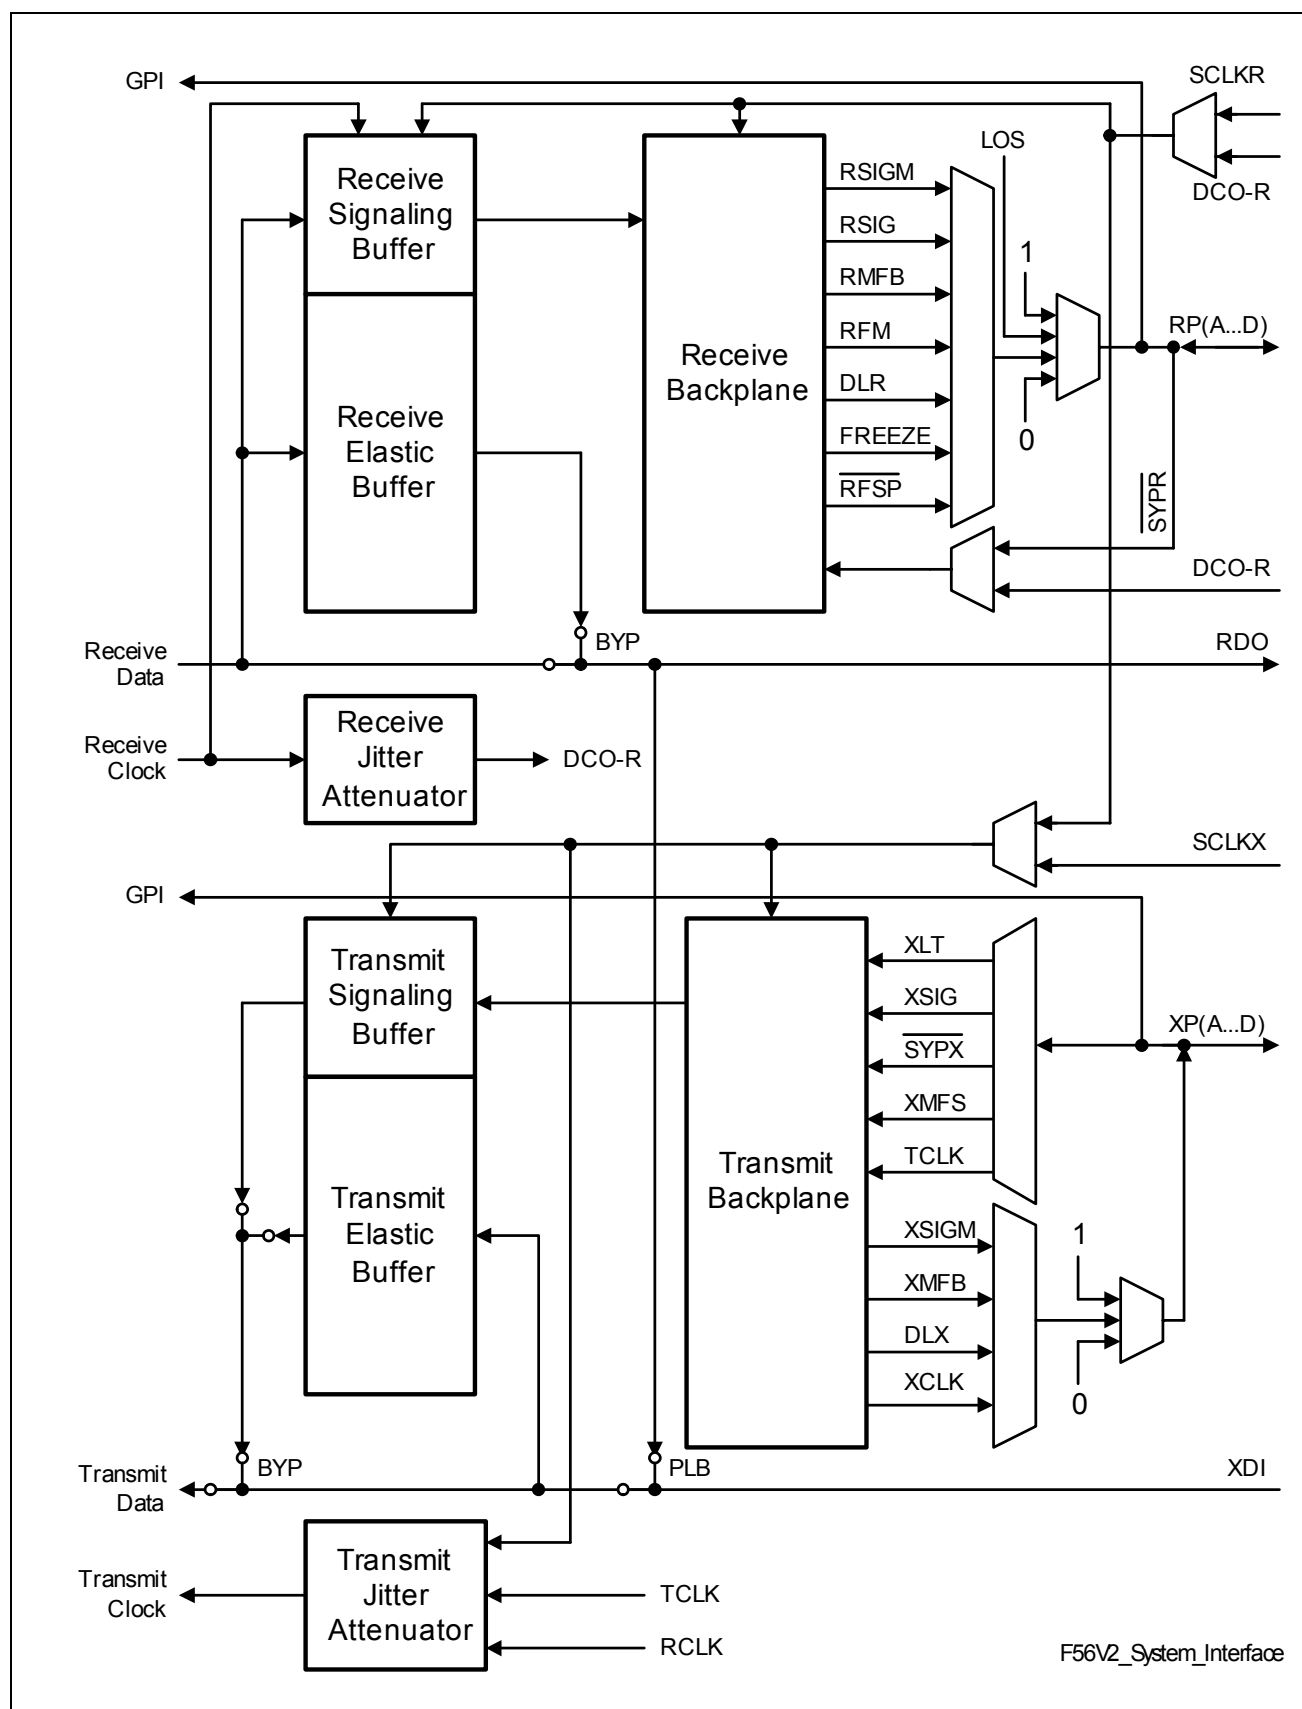 GPI
SCLKR
LOS
DCO-R
Receive
Signaling
Buffer
RSIGM
RSIG
RMFB
RFM
DLR
FREEZE
RFSP
1
0
RP(A...D)
Receive
Backplane
Receive
Elastic
Buffer
SYPR
DCO-R
BYP
RDO
Receive
Data
Receive
Clock
Receive
Jitter
Attenuator
DCO-R
SCLKX
GPI
Transmit
Signaling
Buffer
XLT
XSIG
SYPX
XMFS
TCLK
XP(A...D)
Transmit
Backplane
Transmit
Elastic
Buffer
XSIGM
XMFB
DLX
XCLK
1
0
BYP
PLB
XDI
Transmit
Data
Transmit
Clock
Transmit
Jitter
Attenuator
TCLK
RCLK
F56V2_System_Interface